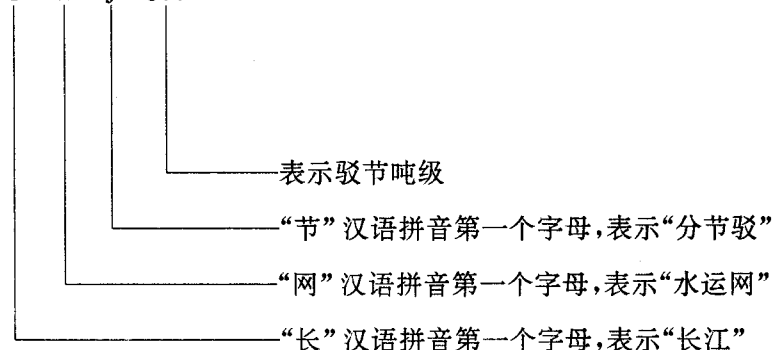 表示驳节吨级
“节”汉语拼音第一个字母,表示“分节驳”
“网”汉语拼音第一个字母,表示“水运网”
“长”汉语拼音第一个字母,表示“长江”